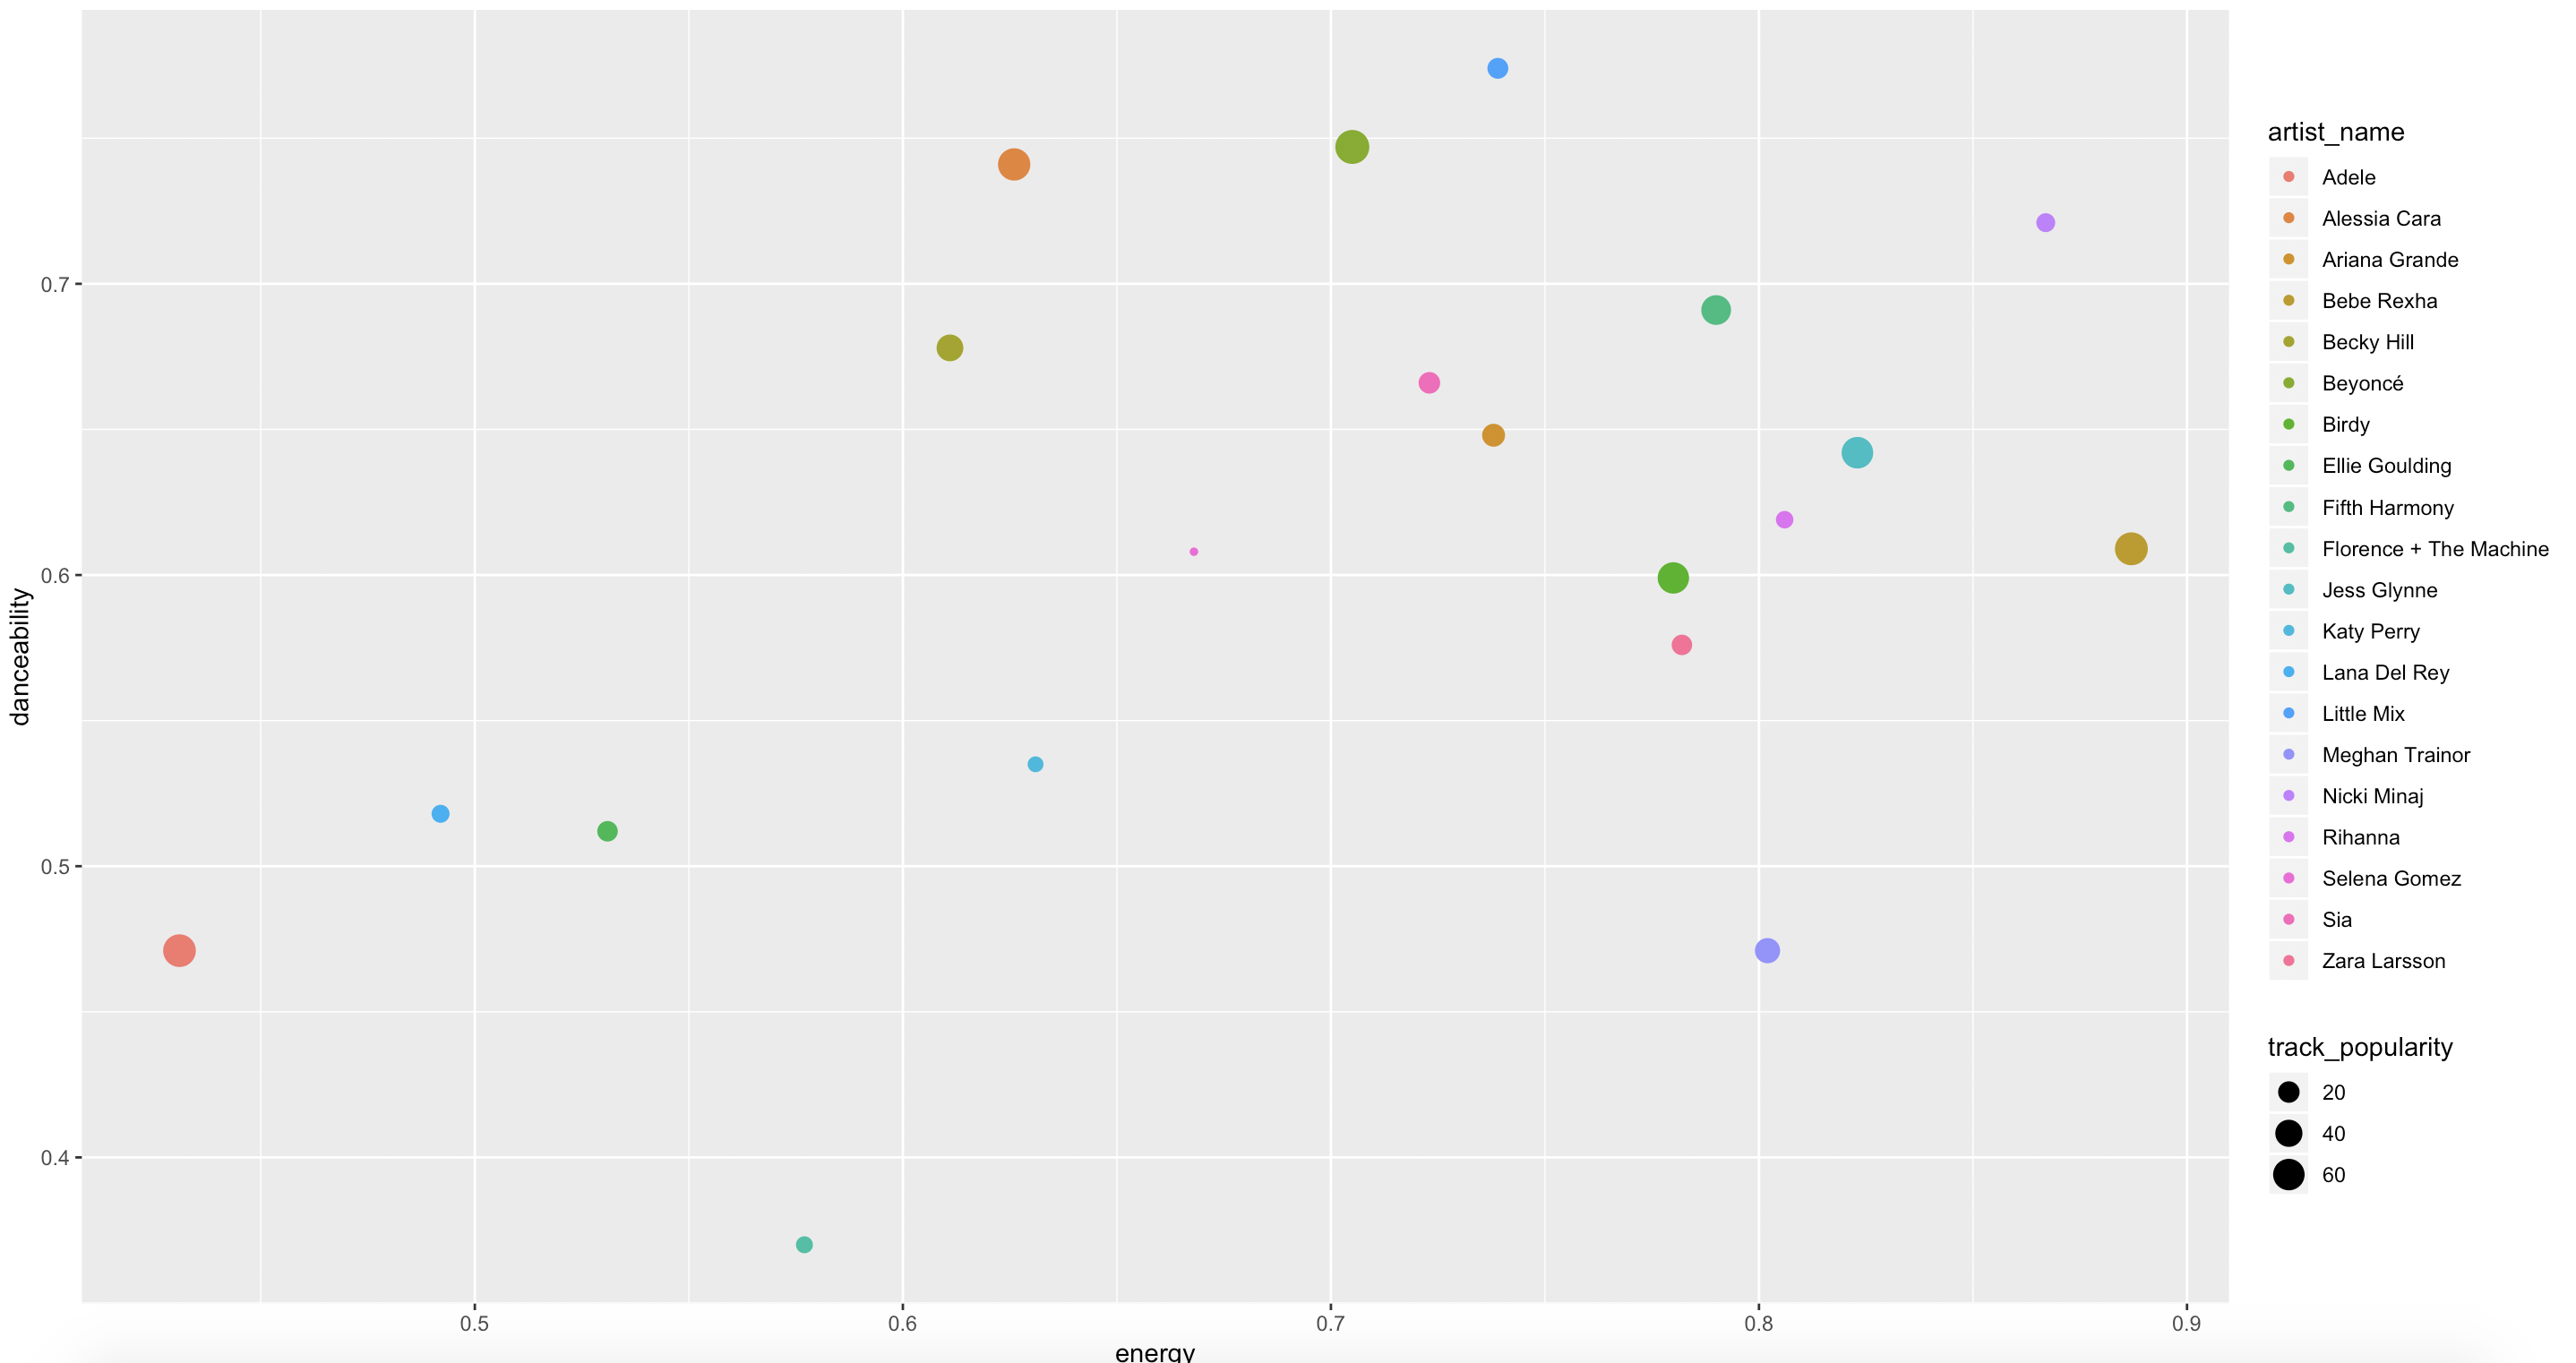 danceability
0.7
0.6
0.5
0.4
0.5 0.6 0.7 0.8 0.9
energy
artist_name
Adele
Alessia Cara
Ariana Grande
Bebe Rexha
Becky Hill
Beyoncé
Birdy
Ellie Goulding
Fifth Harmony
Florence + The Machine
Jess Glynne
Katy Perry
Lana Del Rey
Little Mix
Meghan Trainor
Nicki Minaj
Rihanna
Selena Gomez
Sia
Zara Larsson
track_popularity
20
40
60